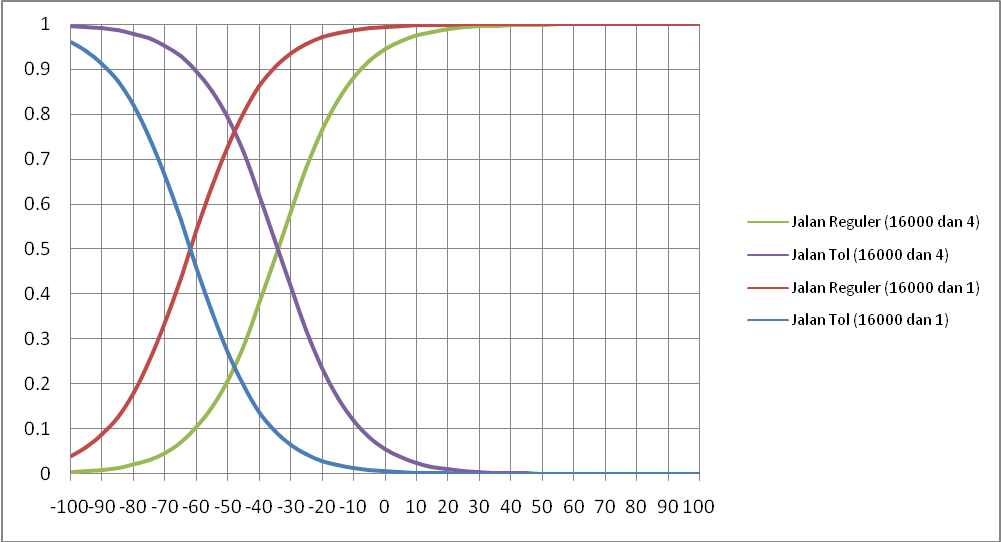 1
0.9
0.8
0.7
0.6
0.5
0.4
0.3
0.2
0.1
0
-100 -90 -80 -70 -60 -50 -40 -30 -20 -10 0 10 20 30 40 50 60 70 80 90 100
Jalan Reguler (16000 dan 4)
Jalan Tol (16000 dan 4)
Jalan Reguler (16000 dan 1)
Jalan Tol (16000 dan 1)